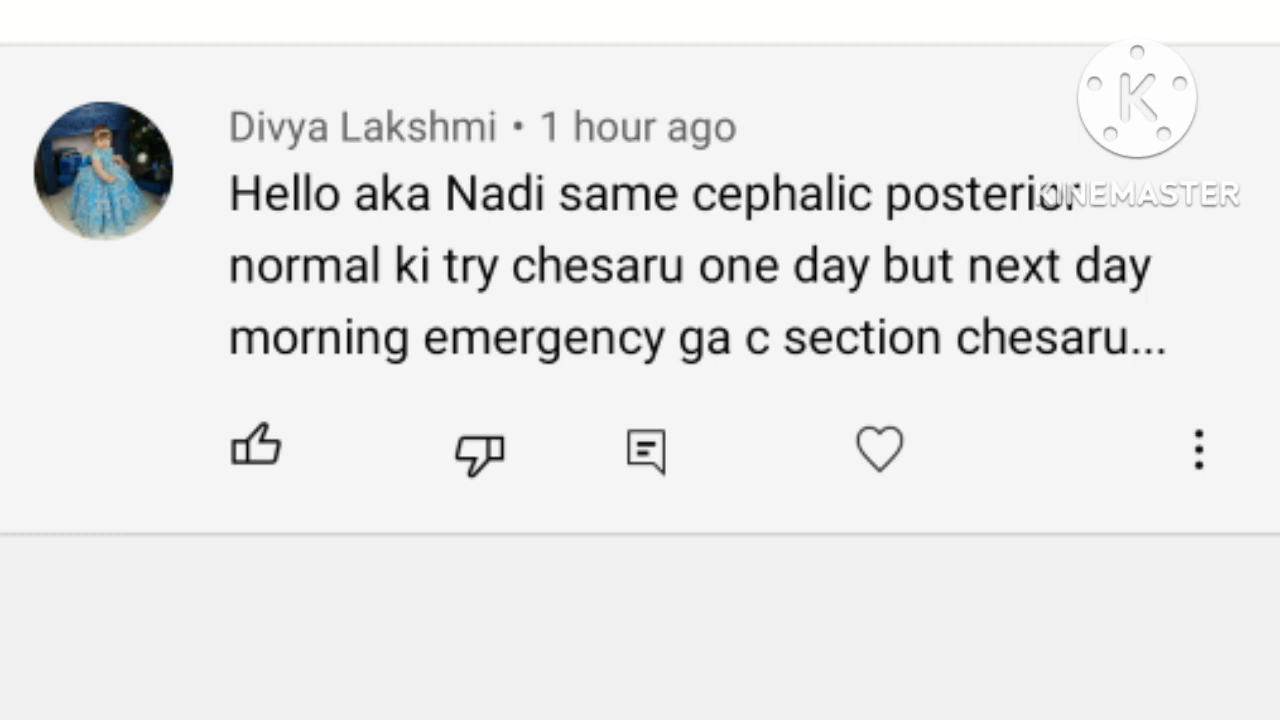 Divya Lakshmi • 1 hour ago
Hello aka Nadi same cephalic posterior
KINEMASTER
normal ki try chesaru one day but next day
morning emergency ga c section chesaru...